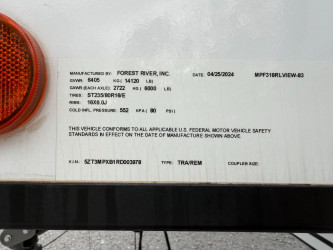 MANUFACTURED BY: FOREST RIVER, INC. DATE 04/25/2024 MPF318RLVIEW-83
GVWR: 6405 KG.( 14120 LB)
GAWR (EACH AXLE): 2722 KG.( 6000 LB)
TIRES: ST235/80R16/E
RIMS: 16X6.0J
COLD INFL. PRESSURE: 552 KPA.( 80 PSI)
THIS VEHICLE CONFORMS TO ALL APPLICABLE U.S. FEDERAL MOTOR VEHICLE SAFETY
STANDARDS IN EFFECT ON THE DATE OF MANUFACTURE SHOWN ABOVE.
V.I.N.: 5ZT3MPXB1RD003978 TYPE: TRA/REM COUPLER SIZE: